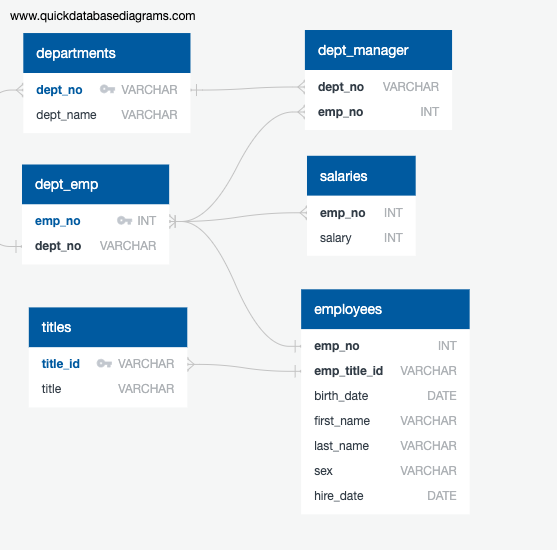 www.quickdatabasediagrams.com
departments
dept_no VARCHAR
dept_name VARCHAR
dept_manager
dept_no VARCHAR
emp_no INT
dept_emp
emp_no INT
dept_no VARCHAR
salaries
emp_no INT
salary INT
titles
title_id VARCHAR
title VARCHAR
employees
emp_no INT
emp_title_id VARCHAR
birth_date DATE
first_name VARCHAR
last_name VARCHAR
sex VARCHAR
hire_date DATE